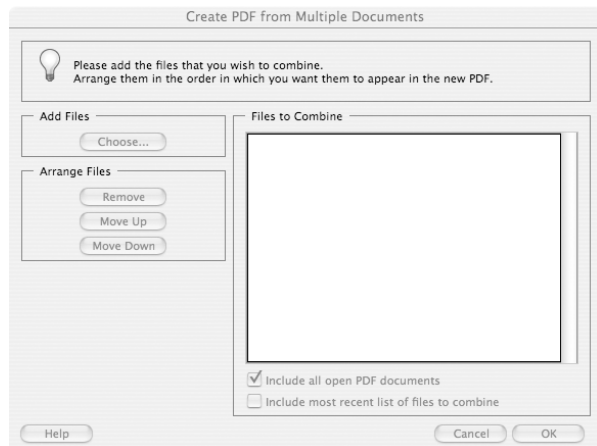 Create PDF from Multiple Documents
Please add the files that you wish to combine.
Arrange them in the order in which you want them to appear in the new PDF.
Add Files
Choose...
Arrange Files
Remove
Move Up
Move Down
Files to Combine
Include all open PDF documents
Include most recent list of files to combine
Help
Cancel
OK